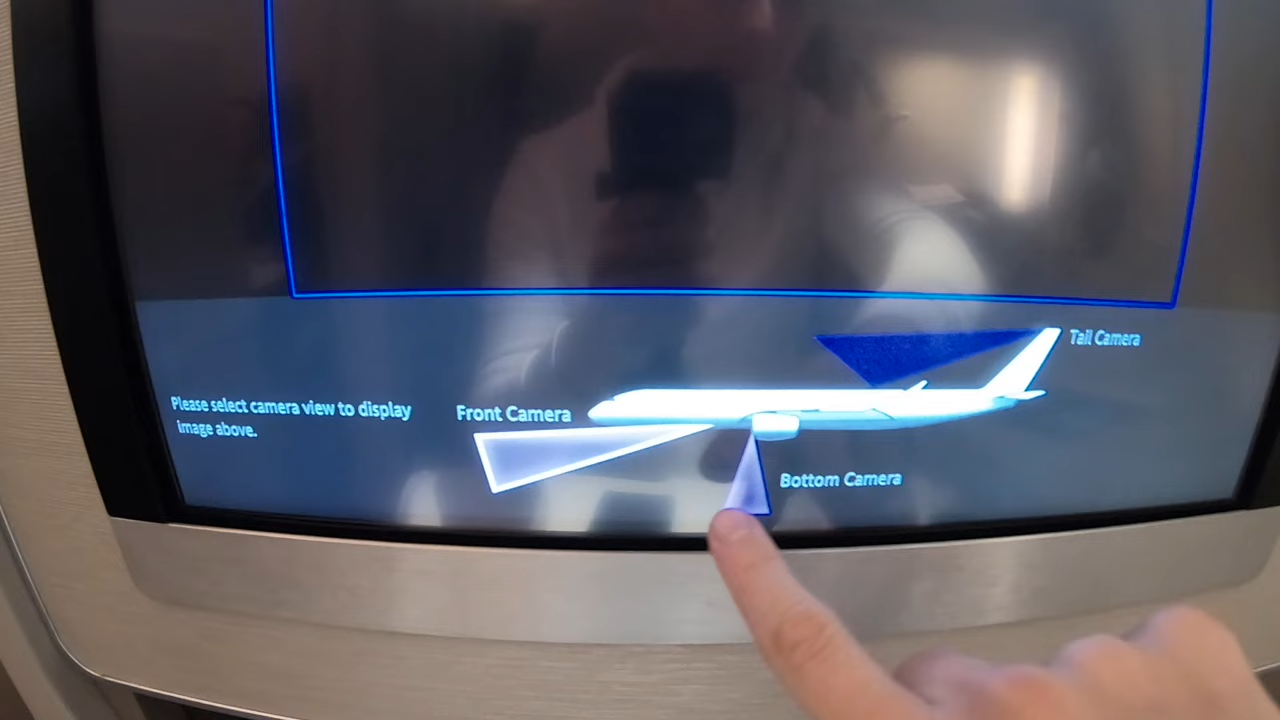 Tail Camera
Please select camera view to display
image above.
Front Camera
Bottom Camera